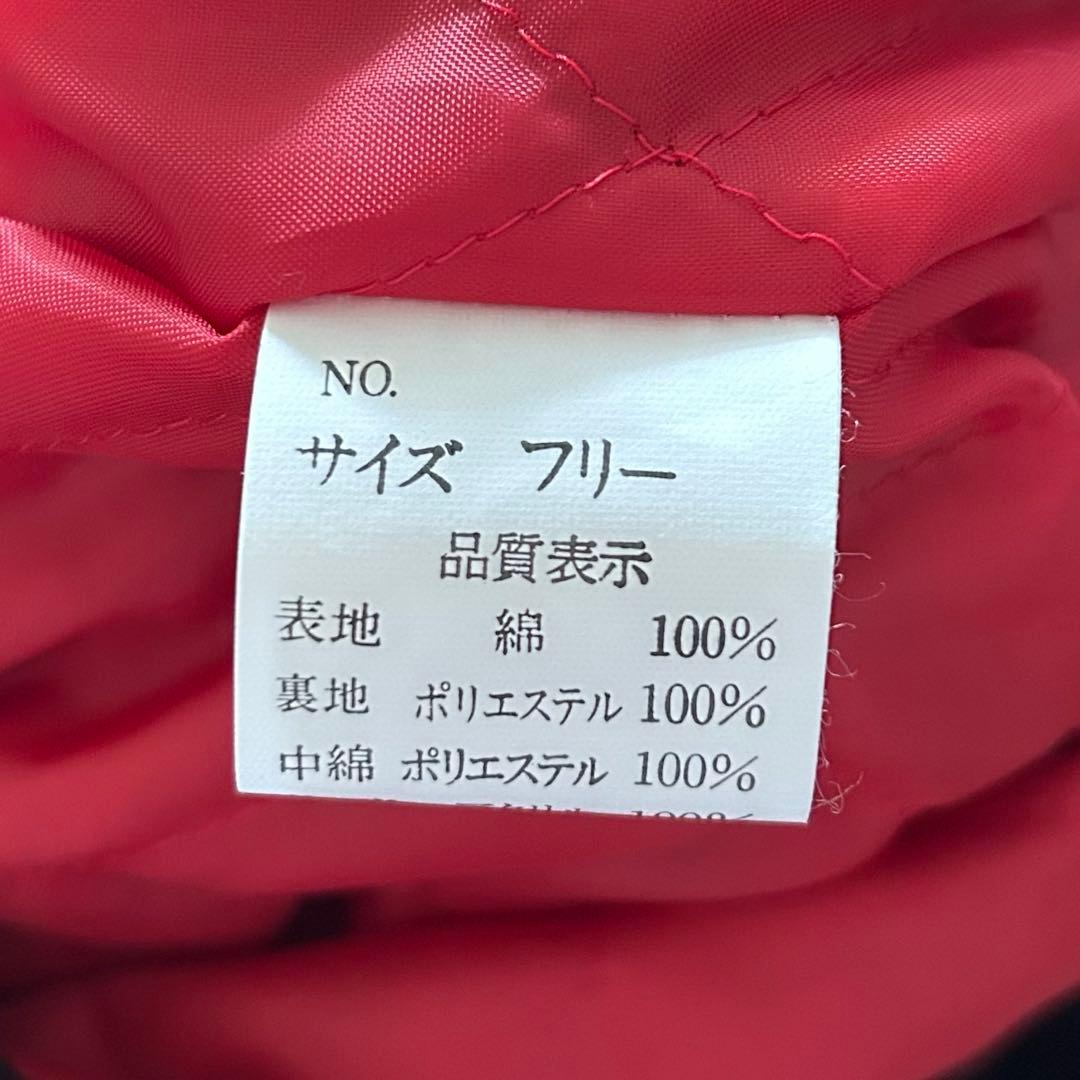 NO.
サイズ フリー
品質表示
表地 綿 100%
裏地 ポリエステル 100%
中綿 ポリエステル 100%
100%